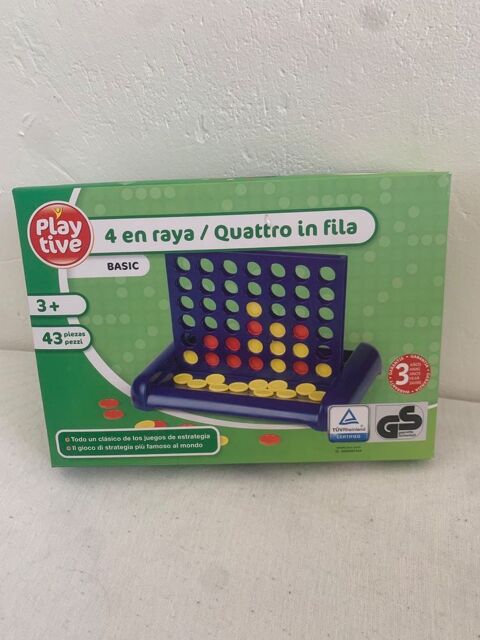 Play
tive
4 en raya / Quattro in fila
BASIC
3+
43 piezas
pezzi
3
TÜVRheinland
CERTIFIED
GS
Todo un clásico de los juegos de estrategia
Il gioco di strategia più famoso al mondo